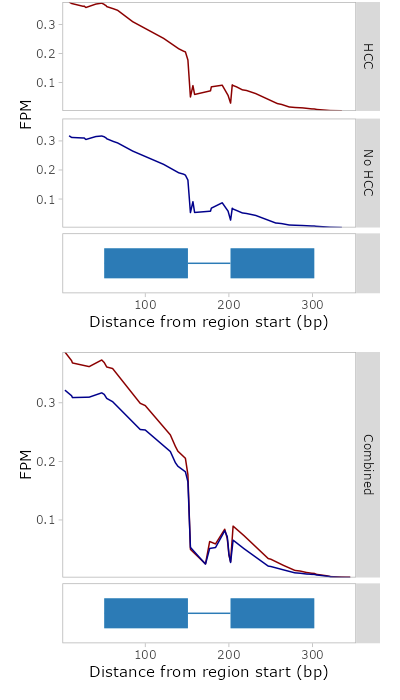 0.3
0.2
0.1
HCC
FPM
0.3
0.2
0.1
No HCC
100 200 300
Distance from region start (bp)
0.3
0.2
0.1
FPM
Combined
100 200 300
Distance from region start (bp)